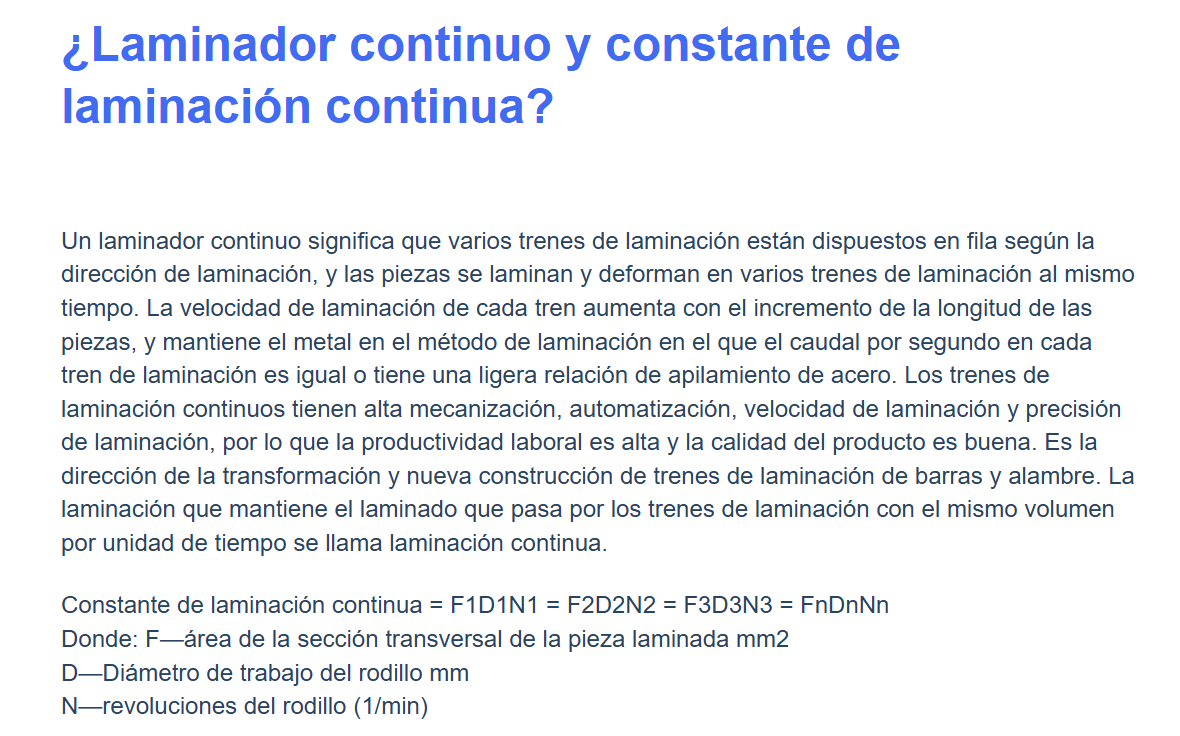 ¿Laminador continuo y constante de
laminación continua?
Un laminador continuo significa que varios trenes de laminación están dispuestos en fila según la
dirección de laminación, y las piezas se laminan y deforman en varios trenes de laminación al mismo
tiempo. La velocidad de laminación de cada tren aumenta con el incremento de la longitud de las
piezas, y mantiene el metal en el método de laminación en el que el caudal por segundo en cada
tren de laminación es igual o tiene una ligera relación de apilamiento de acero. Los trenes de
laminación continuos tienen alta mecanización, automatización, velocidad de laminación y precisión
de laminación, por lo que la productividad laboral es alta y la calidad del producto es buena. Es la
dirección de la transformación y nueva construcción de trenes de laminación de barras y alambre. La
laminación que mantiene el laminado que pasa por los trenes de laminación con el mismo volumen
por unidad de tiempo se llama laminación continua.
Constante de laminación continua = F1D1N1 = F2D2N2 = F3D3N3 = FnDnNn
Donde: F—área de la sección transversal de la pieza laminada mm2
D—Diámetro de trabajo del rodillo mm
N—revoluciones del rodillo (1/min)